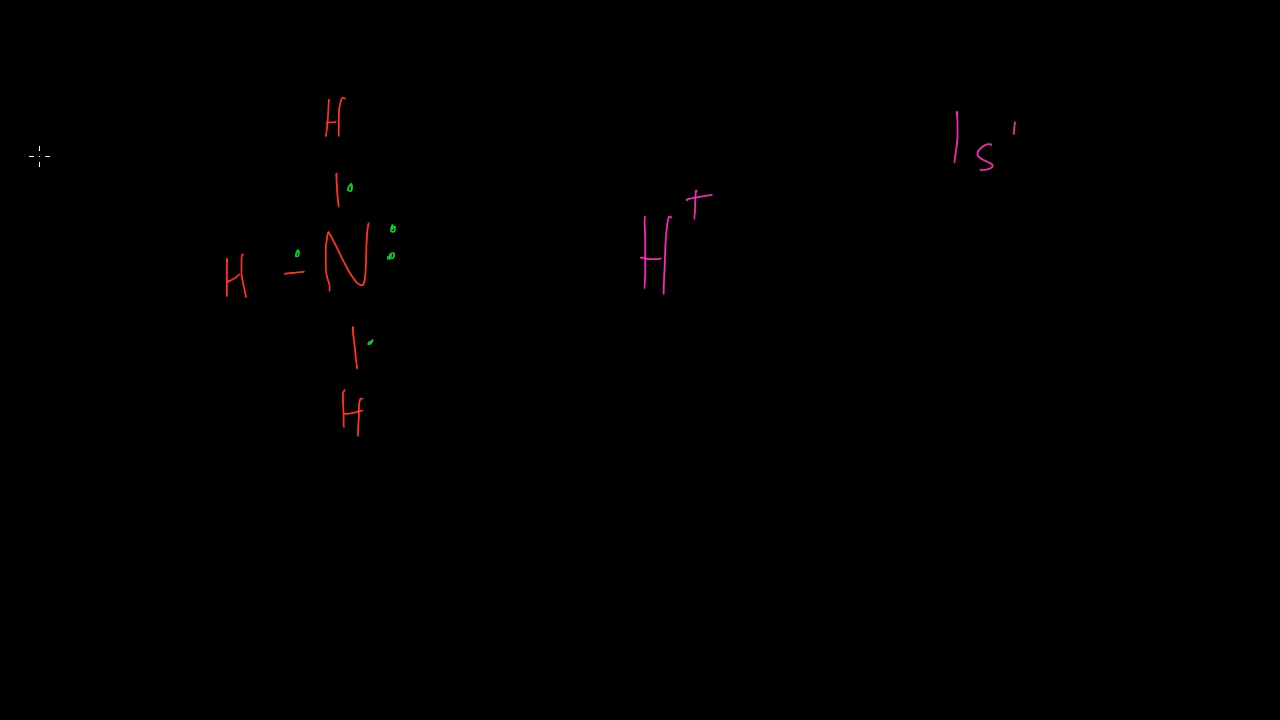 H
H - N :
H
H⁺
1s¹